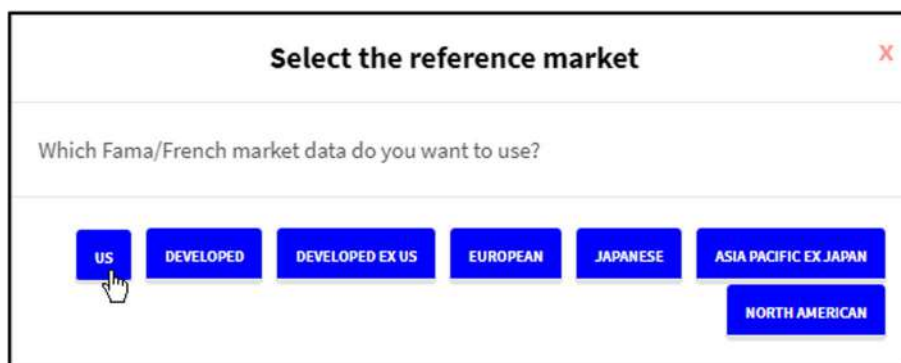 Select the reference market
X
Which Fama/French market data do you want to use?
US DEVELOPED DEVELOPED EX US EUROPEAN JAPANESE ASIA PACIFIC EX JAPAN
NORTH AMERICAN